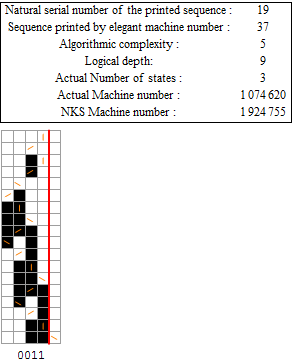 Natural serial number of the printed sequence : 19
Sequence printed by elegant machine number : 37
Algorithmic complexity : 5
Logical depth: 9
Actual Number of states : 3
Actual Machine number : 1 074 620
NKS Machine number : 1 924 755
0011